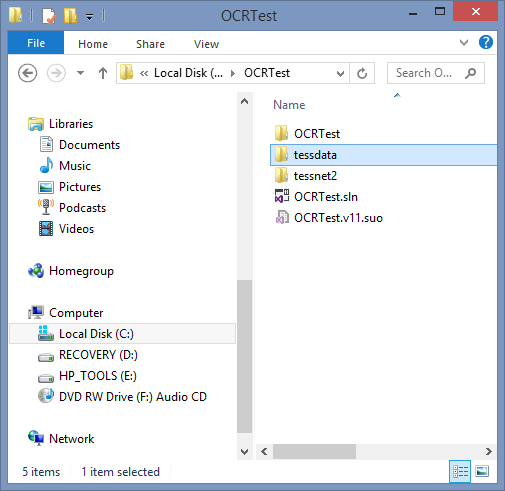 OCRTest
File Home Share View
« Local Disk (... ▸ OCRTest
Search O...
Name
Libraries
Documents
Music
Pictures
Podcasts
Videos
Homegroup
Computer
Local Disk (C:)
RECOVERY (D:)
HP_TOOLS (E:)
DVD RW Drive (F:) Audio CD
Network
OCRTest
tessdata
tessnet2
OCRTest.sln
OCRTest.v11.suo
5 items 1 item selected